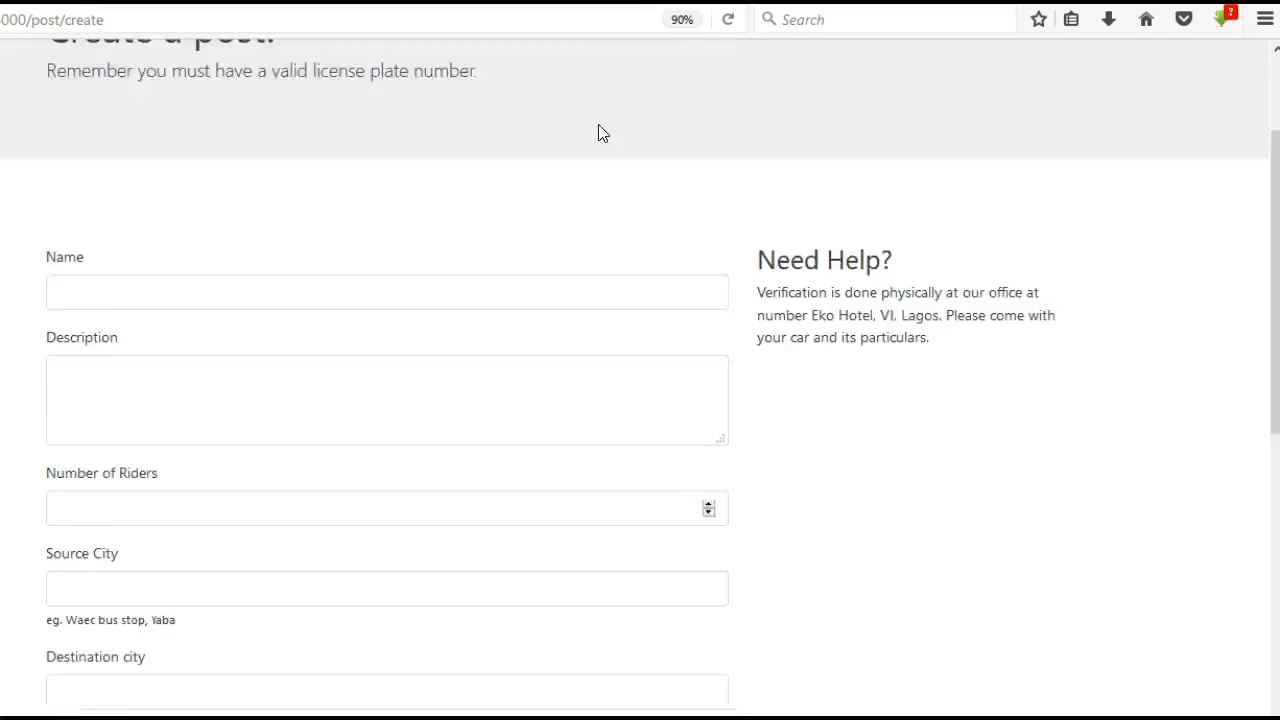 000/post/create
90%
Search
?
Create a post.
Remember you must have a valid license plate number.
Name
Need Help?
Verification is done physically at our office at
number Eko Hotel, VI, Lagos. Please come with
your car and its particulars.
Description
Number of Riders
Source City
eg. Waec bus stop, Yaba
Destination city